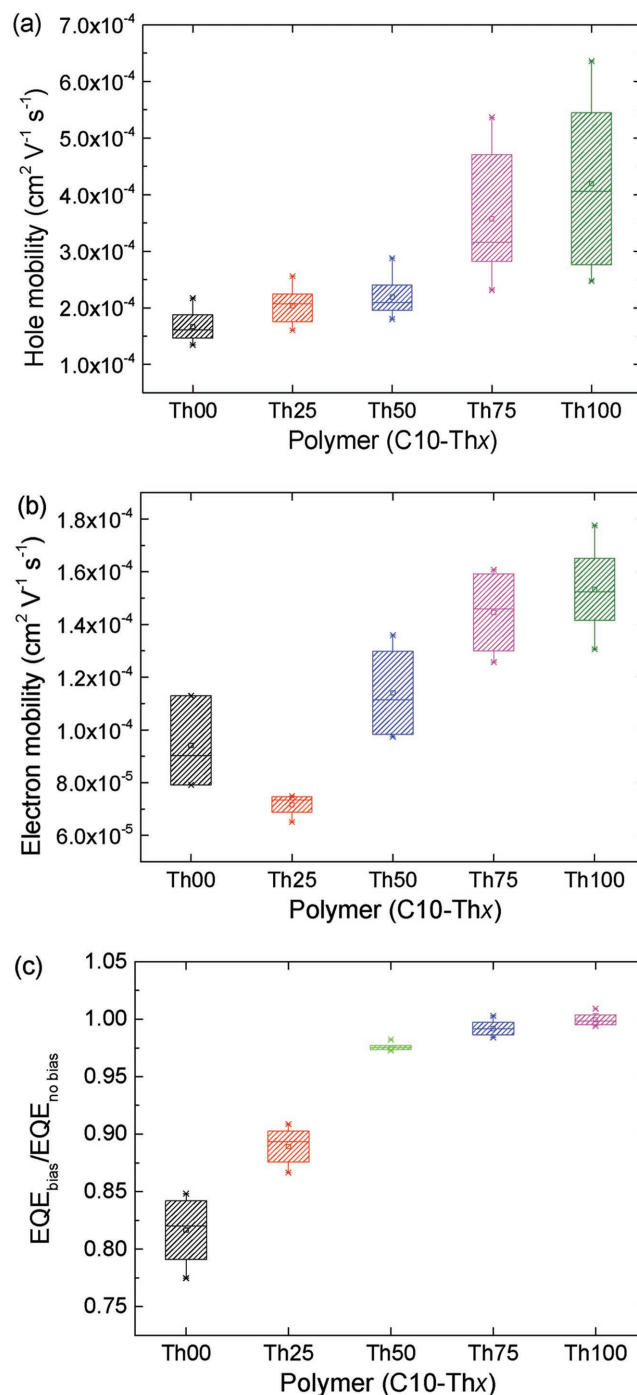 (a)
7.0x10⁻⁴
6.0x10⁻⁴
5.0x10⁻⁴
4.0x10⁻⁴
3.0x10⁻⁴
2.0x10⁻⁴
1.0x10⁻⁴
Hole mobility (cm² V⁻¹ s⁻¹)
Th00 Th25 Th50 Th75 Th100
Polymer (C10-Thx)
(b)
1.8x10⁻⁴
1.6x10⁻⁴
1.4x10⁻⁴
1.2x10⁻⁴
1.0x10⁻⁴
8.0x10⁻⁵
6.0x10⁻⁵
Electron mobility (cm² V⁻¹ s⁻¹)
Th00 Th25 Th50 Th75 Th100
Polymer (C10-Thx)
(c)
1.05
1.00
0.95
0.90
0.85
0.80
0.75
EQE_bias/EQE_no bias
Th00 Th25 Th50 Th75 Th100
Polymer (C10-Thx)